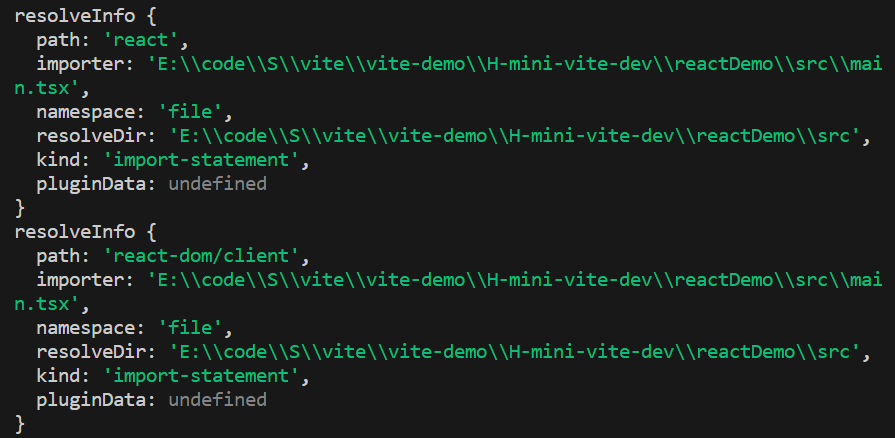 resolveInfo {
  path: 'react',
  importer: 'E:\\code\\S\\vite\\vite-demo\\H-mini-vite-dev\\reactDemo\\src\\mai
n.tsx',
  namespace: 'file',
  resolveDir: 'E:\\code\\S\\vite\\vite-demo\\H-mini-vite-dev\\reactDemo\\src',
  kind: 'import-statement',
  pluginData: undefined
}
resolveInfo {
  path: 'react-dom/client',
  importer: 'E:\\code\\S\\vite\\vite-demo\\H-mini-vite-dev\\reactDemo\\src\\mai
n.tsx',
  namespace: 'file',
  resolveDir: 'E:\\code\\S\\vite\\vite-demo\\H-mini-vite-dev\\reactDemo\\src',
  kind: 'import-statement',
  pluginData: undefined
}